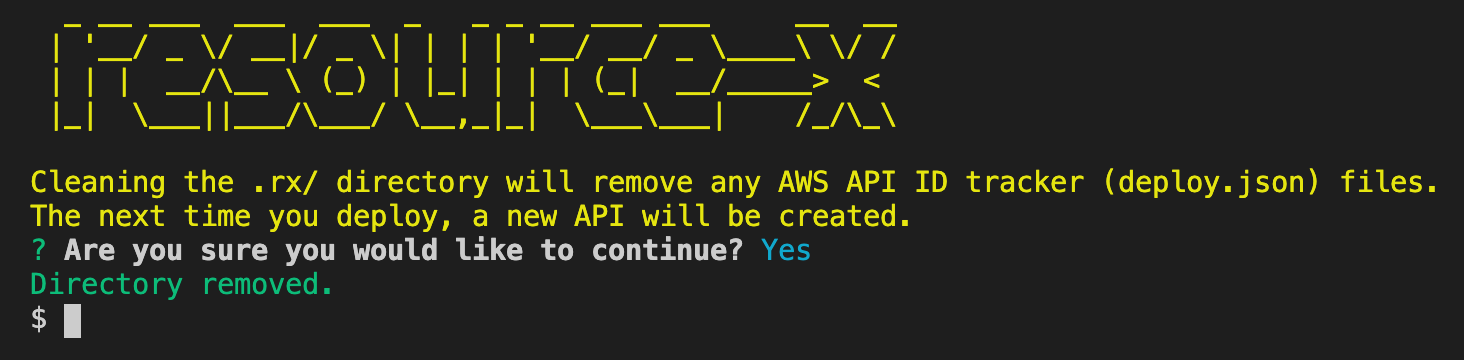 resource-x
Cleaning the .rx/ directory will remove any AWS API ID tracker (deploy.json) files.
The next time you deploy, a new API will be created.
? Are you sure you would like to continue? Yes
Directory removed.
$